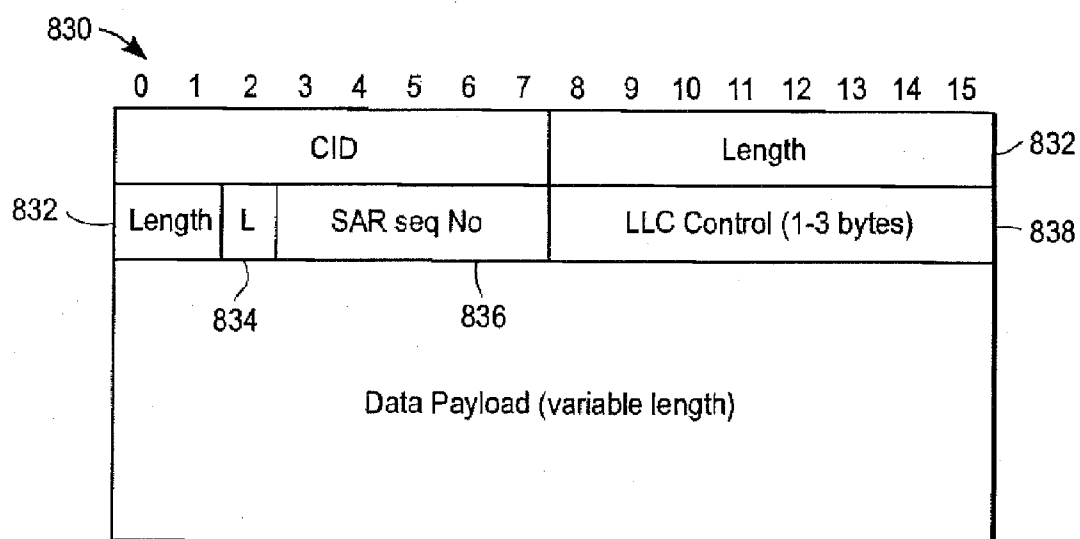 830
0 1 2 3 4 5 6 7 8 9 10 11 12 13 14 15
CID Length 832
832 Length L SAR seq No LLC Control (1-3 bytes) 838
834 836
Data Payload (variable length)